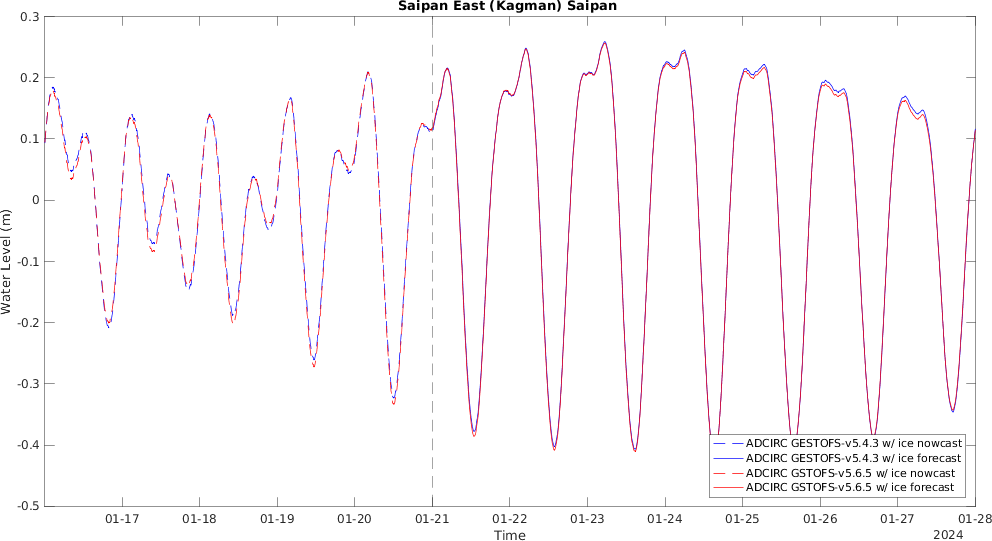 Saipan East (Kagman) Saipan
0.3
0.2
0.1
0
-0.1
-0.2
-0.3
-0.4
-0.5
Water Level (m)
ADCIRC GESTOFS-v5.4.3 w/ ice nowcast
ADCIRC GESTOFS-v5.4.3 w/ ice forecast
ADCIRC GSTOFS-v5.6.5 w/ ice nowcast
ADCIRC GSTOFS-v5.6.5 w/ ice forecast
01-17 01-18 01-19 01-20 01-21 01-22 01-23 01-24 01-25 01-26 01-27 01-28
Time
2024